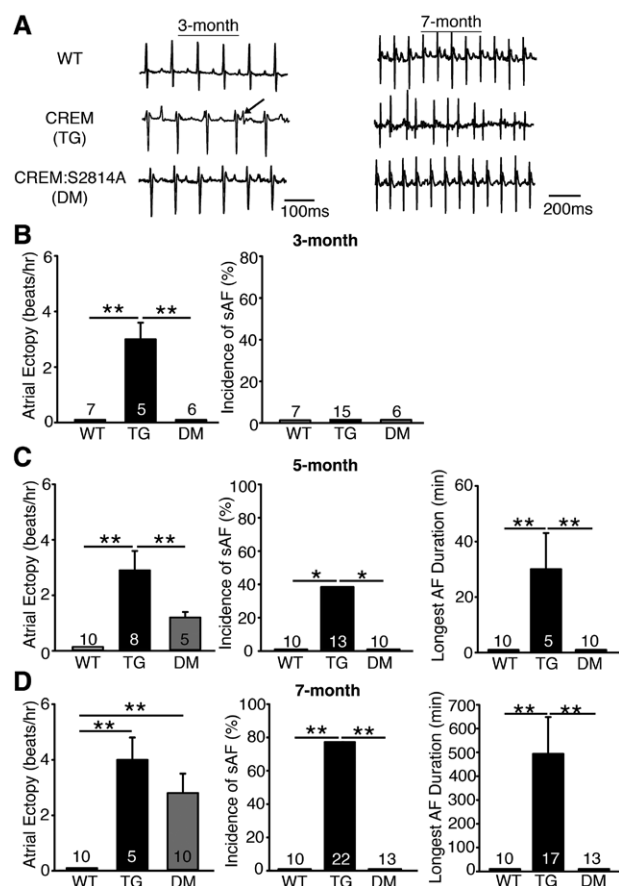 A
3-month
7-month
WT
CREM
(TG)
CREM:S2814A
(DM)
100ms
200ms
B
3-month
Atrial Ectopy (beats/hr)
6
4
2
0
** **
7 5 6
WT TG DM
Incidence of sAF (%)
80
60
40
20
0
7 15 6
WT TG DM
C
5-month
Atrial Ectopy (beats/hr)
6
4
2
0
** **
10 8 5
WT TG DM
Incidence of sAF (%)
100
80
60
40
20
0
* *
10 13 10
WT TG DM
Longest AF Duration (min)
60
40
20
0
** **
10 5 10
WT TG DM
D
7-month
Atrial Ectopy (beats/hr)
6
4
2
0
**
**
10 5 10
WT TG DM
Incidence of sAF (%)
80
60
40
20
0
** **
10 22 13
WT TG DM
Longest AF Duration (min)
700
600
500
400
300
200
100
0
** **
10 17 13
WT TG DM